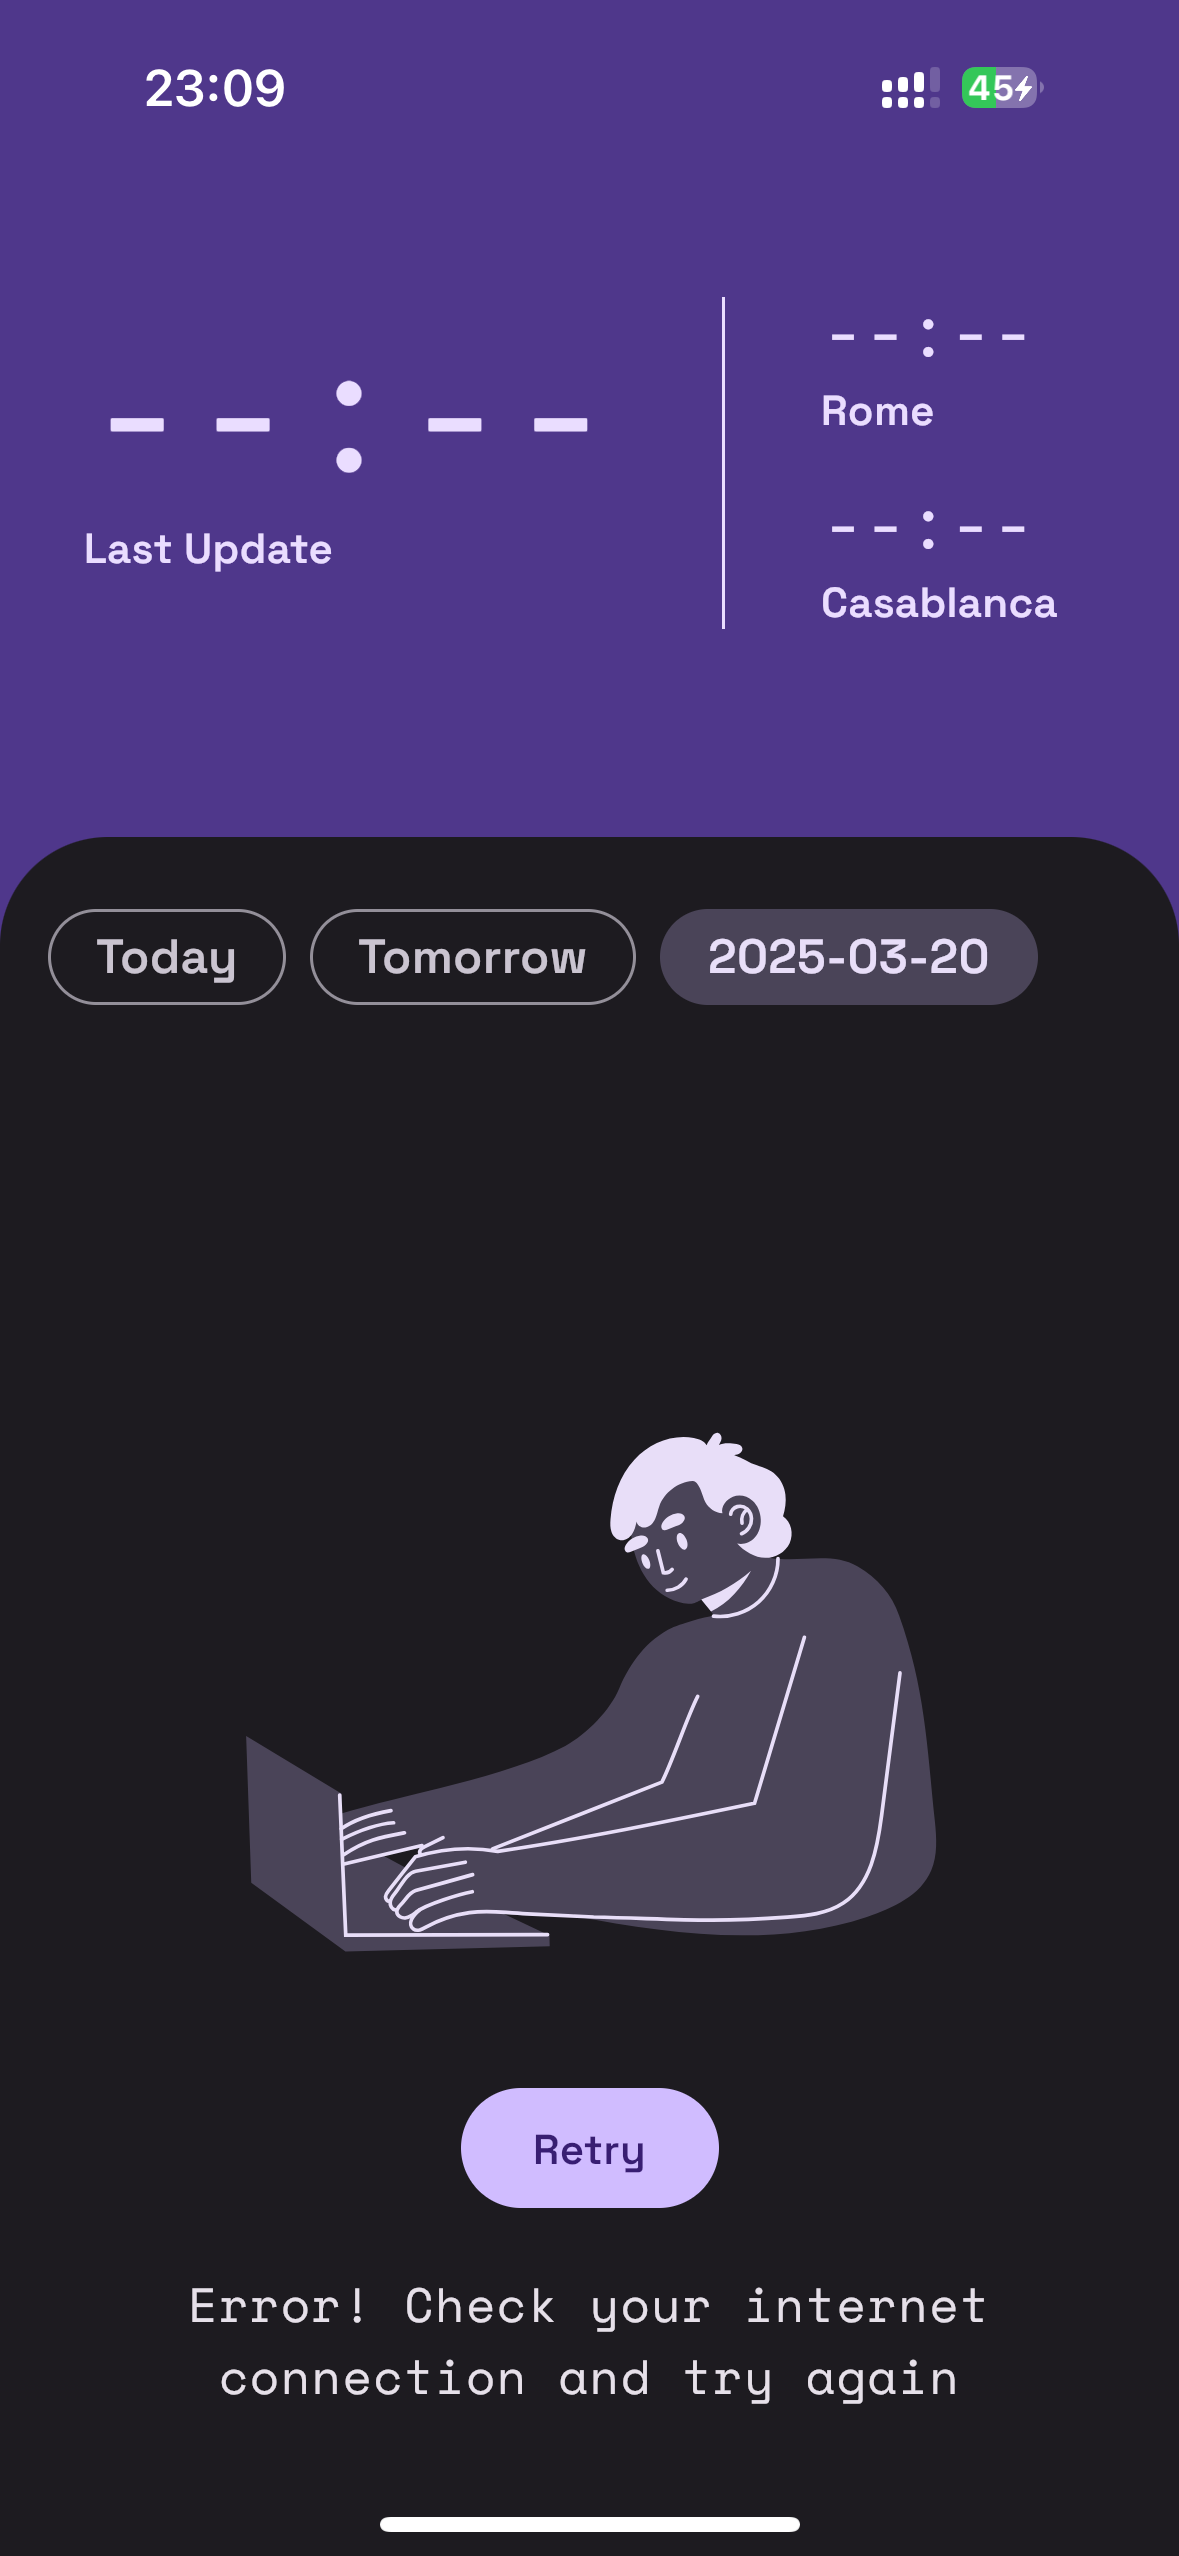 23:09
45
--:--
Last Update
--:--
Rome
--:--
Casablanca
Today
Tomorrow
2025-03-20
Retry
Error! Check your internet
connection and try again